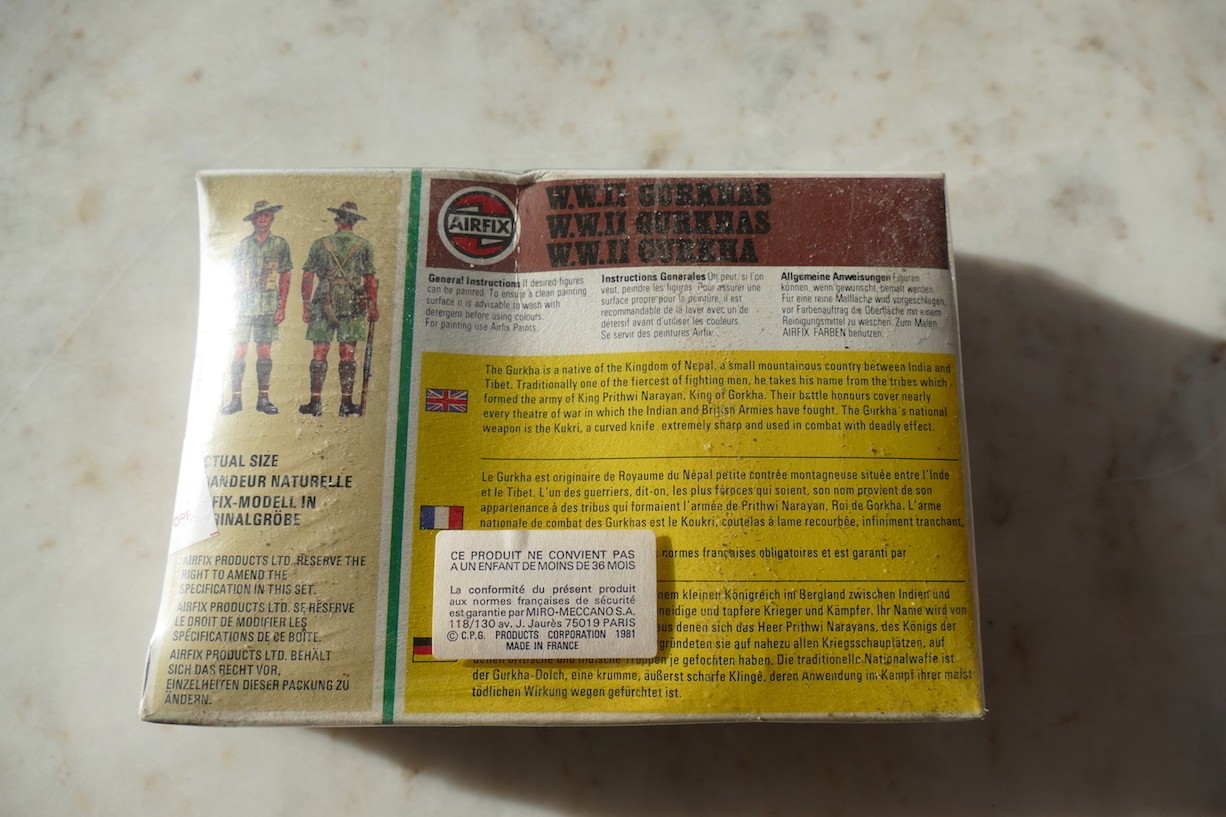 AIRFIX
W.W.II GURKHAS
W.W.II GURKHAS
W.W.II GURKHA
General Instructions If desired figures
can be painted. To ensure a clean painting
surface it is advisable to wash with
detergent before using colours.
For painting use Airfix Paints.
Instructions Generales On peut, si l'on
veut, peindre les figures. Pour assurer une
surface propre pour la peinture, il est
recommandable de la laver avec un de
détersif avant d'utiliser les couleurs.
Se servir des peintures Airfix.
Allgemeine Anweisungen Figuren
können, wenn gewünscht, bemalt werden.
Für eine reine Malfläche wird vorgeschlagen,
vor Farbenauftrag die Oberfläche mit einem
Reinigungsmittel zu waschen. Zum Malen
AIRFIX FARBEN benutzen.
The Gurkha is a native of the Kingdom of Nepal, a small mountainous country between India and
Tibet. Traditionally one of the fiercest of fighting men, he takes his name from the tribes which
formed the army of King Prithwi Narayan, King of Gorkha. Their battle honours cover nearly
every theatre of war in which the Indian and British Armies have fought. The Gurkha's national
weapon is the Kukri, a curved knife extremely sharp and used in combat with deadly effect.
Le Gurkha est originaire de Royaume du Népal petite contrée montagneuse située entre l'Inde
et le Tibet. L'un des guerriers, dit-on, les plus féroces qui soient, son nom provient de son
appartenance à des tribus qui formaient l'armée de Prithwi Narayan, Roi de Gorkha. L'arme
nationale de combat des Gurkhas est le Koukri, coutelas à lame recourbée, infiniment tranchant,
normes françaises obligatoires et est garanti par
nem kleinen Königreich im Bergland zwischen Indien und
neidige und tapfere Krieger und Kämpfer. Ihr Name wird von
aus denen sich das Heer Prithwi Narayans, des Königs der
rgründeten sie auf nahezu allen Kriegsschauplätzen, auf
denen britische und indische Truppen je gefochten haben. Die traditionelle Nationalwaffe ist
der Gurkha-Dolch, eine krumme, äußerst scharfe Klinge, deren Anwendung im Kampf ihrer meist
tödlichen Wirkung wegen gefürchtet ist.
CE PRODUIT NE CONVIENT PAS
A UN ENFANT DE MOINS DE 36 MOIS
La conformité du présent produit
aux normes françaises de sécurité
est garantie par MIRO-MECCANO S.A.
118/130 av. J. Jaurès 75019 PARIS
© C.P.G. PRODUCTS CORPORATION 1981
MADE IN FRANCE
CTUAL SIZE
ANDEUR NATURELLE
FIX-MODELL IN
GINALGRÖBE
OPE
AIRFIX PRODUCTS LTD. RESERVE THE
RIGHT TO AMEND THE
SPECIFICATION IN THIS SET.
AIRFIX PRODUCTS LTD. SE RÉSERVE
LE DROIT DE MODIFIER LES
SPÉCIFICATIONS DE CE BOÎTE.
AIRFIX PRODUCTS LTD. BEHÄLT
SICH DAS RECHT VOR,
EINZELHEITEN DIESER PACKUNG ZU
ÄNDERN.